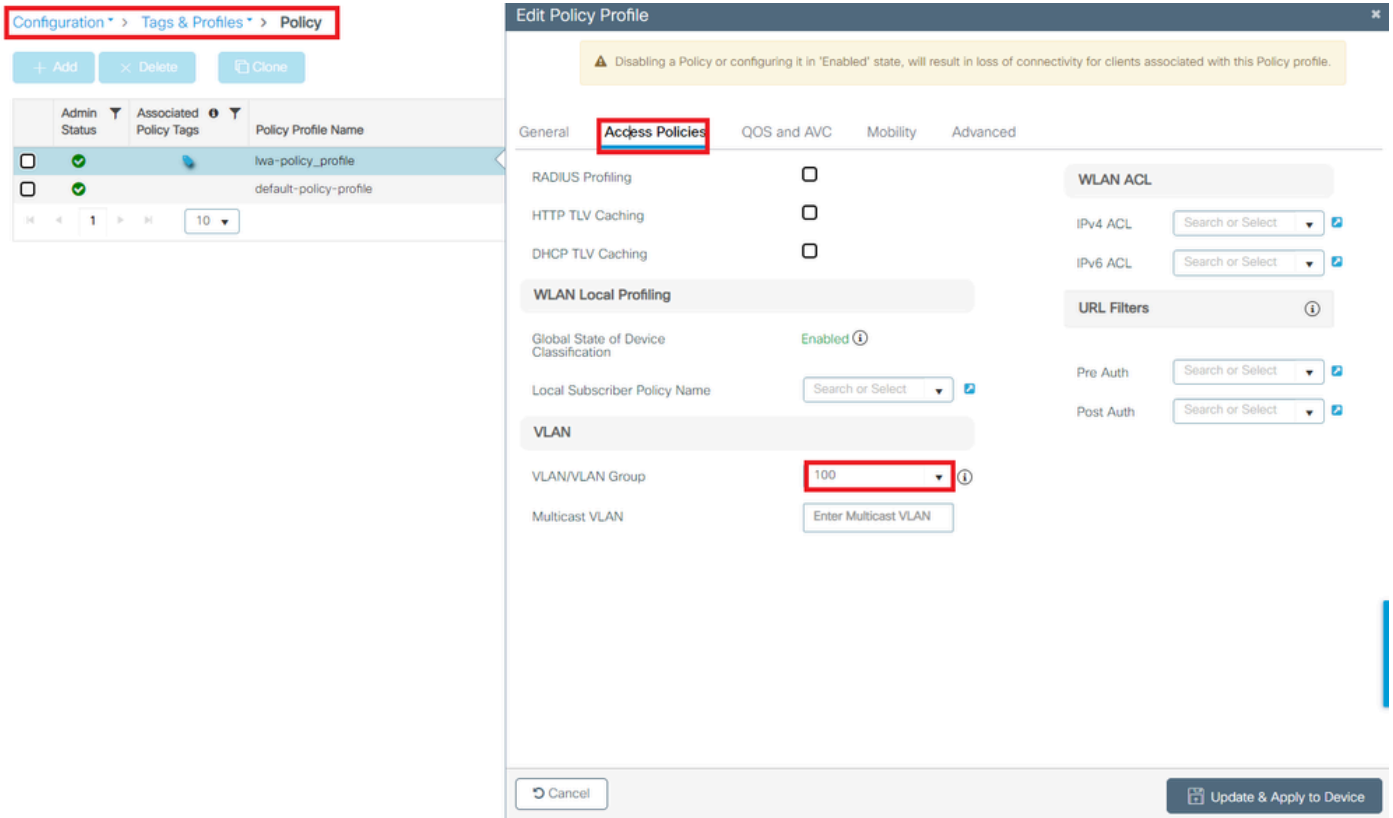 Configuration > Tags & Profiles > Policy
+ Add
× Delete
Clone
Admin Status
Associated Policy Tags
Policy Profile Name
lwa-policy_profile
default-policy-profile
1
10
Edit Policy Profile
Disabling a Policy or configuring it in 'Enabled' state, will result in loss of connectivity for clients associated with this Policy profile.
General
Access Policies
QOS and AVC
Mobility
Advanced
RADIUS Profiling
HTTP TLV Caching
DHCP TLV Caching
WLAN Local Profiling
Global State of Device
Classification
Enabled
Local Subscriber Policy Name
Search or Select
VLAN
VLAN/VLAN Group
100
Multicast VLAN
Enter Multicast VLAN
WLAN ACL
IPv4 ACL
Search or Select
IPv6 ACL
Search or Select
URL Filters
Pre Auth
Search or Select
Post Auth
Search or Select
Cancel
Update & Apply to Device